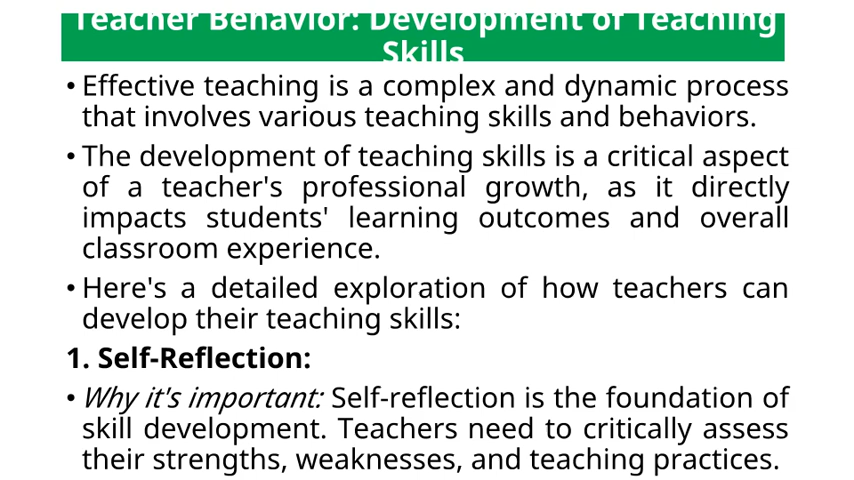 Teacher Behavior: Development of Teaching
Skills
• Effective teaching is a complex and dynamic process
that involves various teaching skills and behaviors.
• The development of teaching skills is a critical aspect
of a teacher's professional growth, as it directly
impacts students' learning outcomes and overall
classroom experience.
• Here's a detailed exploration of how teachers can
develop their teaching skills:
1. Self-Reflection:
• Why it's important: Self-reflection is the foundation of
skill development. Teachers need to critically assess
their strengths, weaknesses, and teaching practices.